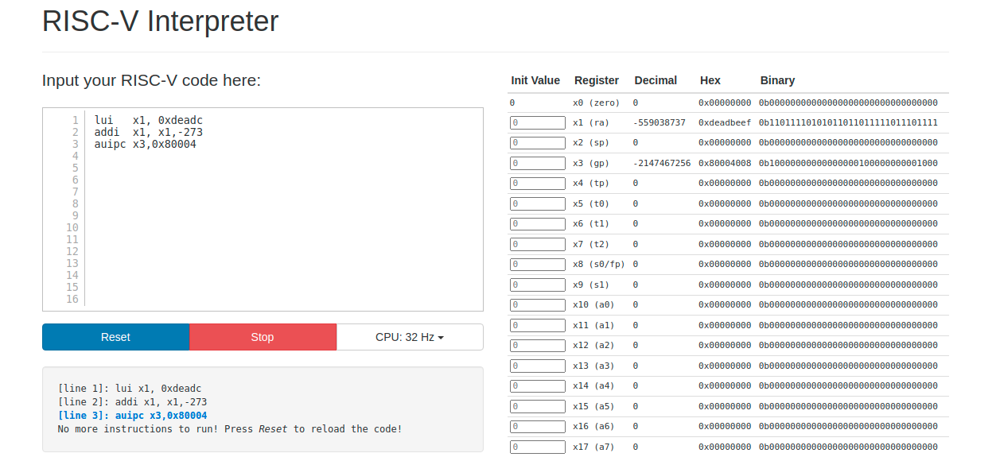 RISC-V Interpreter
Input your RISC-V code here:
1 lui   x1, 0xdeadc
2 addi  x1, x1,-273
3 auipc x3,0x80004
4
5
6
7
8
9
10
11
12
13
14
15
16
Reset Stop CPU: 32 Hz
[line 1]: lui x1, 0xdeadc
[line 2]: addi x1, x1,-273
[line 3]: auipc x3,0x80004
No more instructions to run! Press Reset to reload the code!
Init Value Register Decimal Hex Binary
0 x0 (zero) 0 0x00000000 0b00000000000000000000000000000000
0 x1 (ra) -559038737 0xdeadbeef 0b11011110101011011011111011101111
0 x2 (sp) 0 0x00000000 0b00000000000000000000000000000000
0 x3 (gp) -2147467256 0x80004008 0b10000000000000000100000000001000
0 x4 (tp) 0 0x00000000 0b00000000000000000000000000000000
0 x5 (t0) 0 0x00000000 0b00000000000000000000000000000000
0 x6 (t1) 0 0x00000000 0b00000000000000000000000000000000
0 x7 (t2) 0 0x00000000 0b00000000000000000000000000000000
0 x8 (s0/fp) 0 0x00000000 0b00000000000000000000000000000000
0 x9 (s1) 0 0x00000000 0b00000000000000000000000000000000
0 x10 (a0) 0 0x00000000 0b00000000000000000000000000000000
0 x11 (a1) 0 0x00000000 0b00000000000000000000000000000000
0 x12 (a2) 0 0x00000000 0b00000000000000000000000000000000
0 x13 (a3) 0 0x00000000 0b00000000000000000000000000000000
0 x14 (a4) 0 0x00000000 0b00000000000000000000000000000000
0 x15 (a5) 0 0x00000000 0b00000000000000000000000000000000
0 x16 (a6) 0 0x00000000 0b00000000000000000000000000000000
0 x17 (a7) 0 0x00000000 0b00000000000000000000000000000000